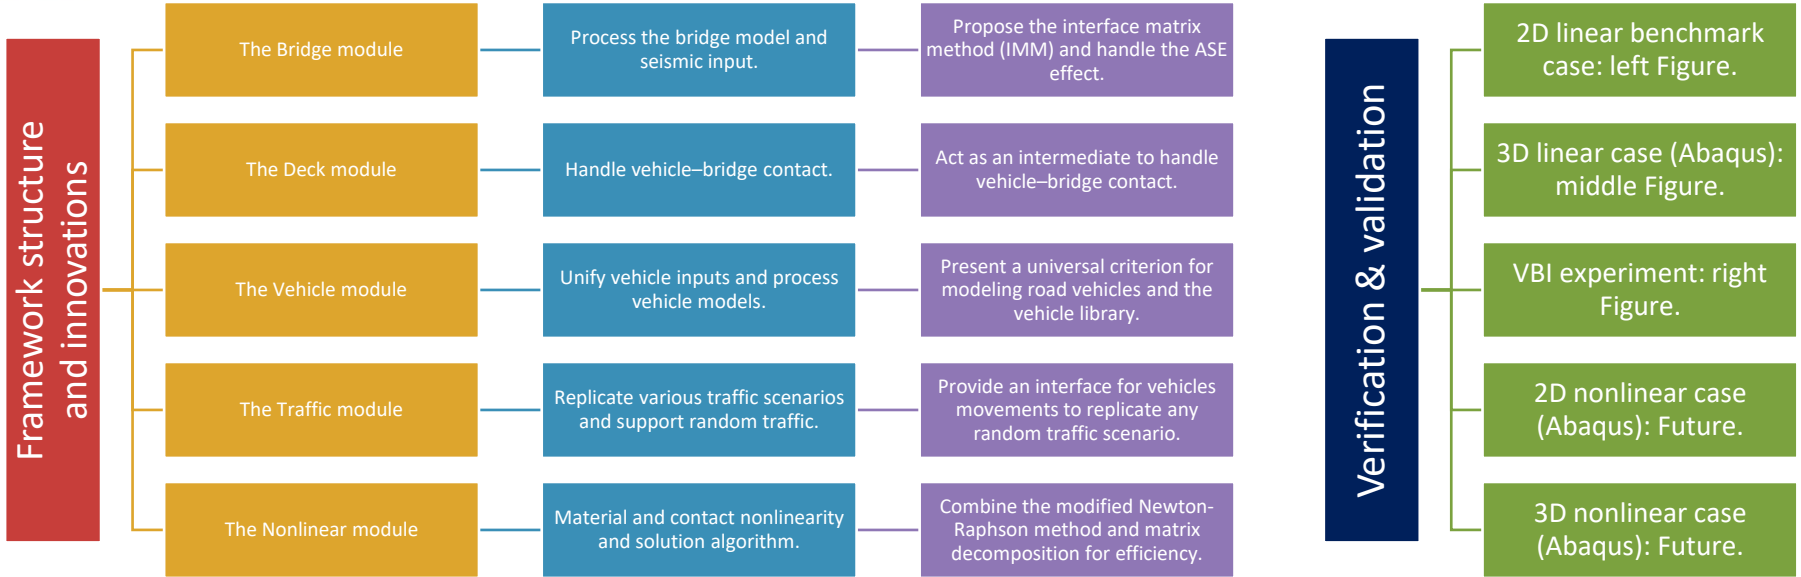 Framework structure
and innovations
The Bridge module
Process the bridge model and
seismic input.
Propose the interface matrix
method (IMM) and handle the ASE
effect.
The Deck module
Handle vehicle–bridge contact.
Act as an intermediate to handle
vehicle–bridge contact.
The Vehicle module
Unify vehicle inputs and process
vehicle models.
Present a universal criterion for
modeling road vehicles and the
vehicle library.
The Traffic module
Replicate various traffic scenarios
and support random traffic.
Provide an interface for vehicles
movements to replicate any
random traffic scenario.
The Nonlinear module
Material and contact nonlinearity
and solution algorithm.
Combine the modified Newton-
Raphson method and matrix
decomposition for efficiency.
Verification & validation
2D linear benchmark
case: left Figure.
3D linear case (Abaqus):
middle Figure.
VBI experiment: right
Figure.
2D nonlinear case
(Abaqus): Future.
3D nonlinear case
(Abaqus): Future.